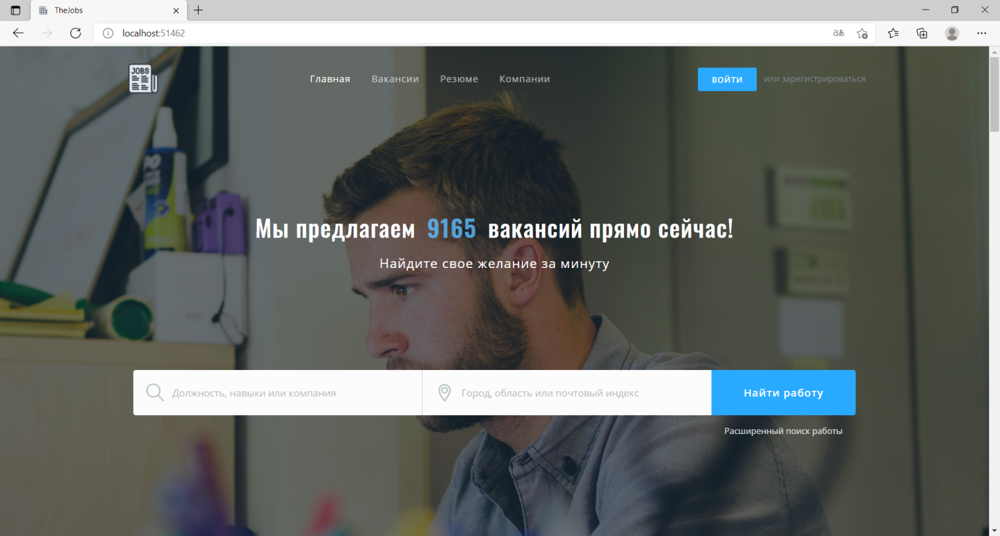 TheJobs
localhost:51462
JOBS
Главная Вакансии Резюме Компании
ВОЙТИ или зарегистрироваться
Мы предлагаем 9165 вакансий прямо сейчас!
Найдите свое желание за минуту
Должность, навыки или компания
Город, область или почтовый индекс
Найти работу
Расширенный поиск работы